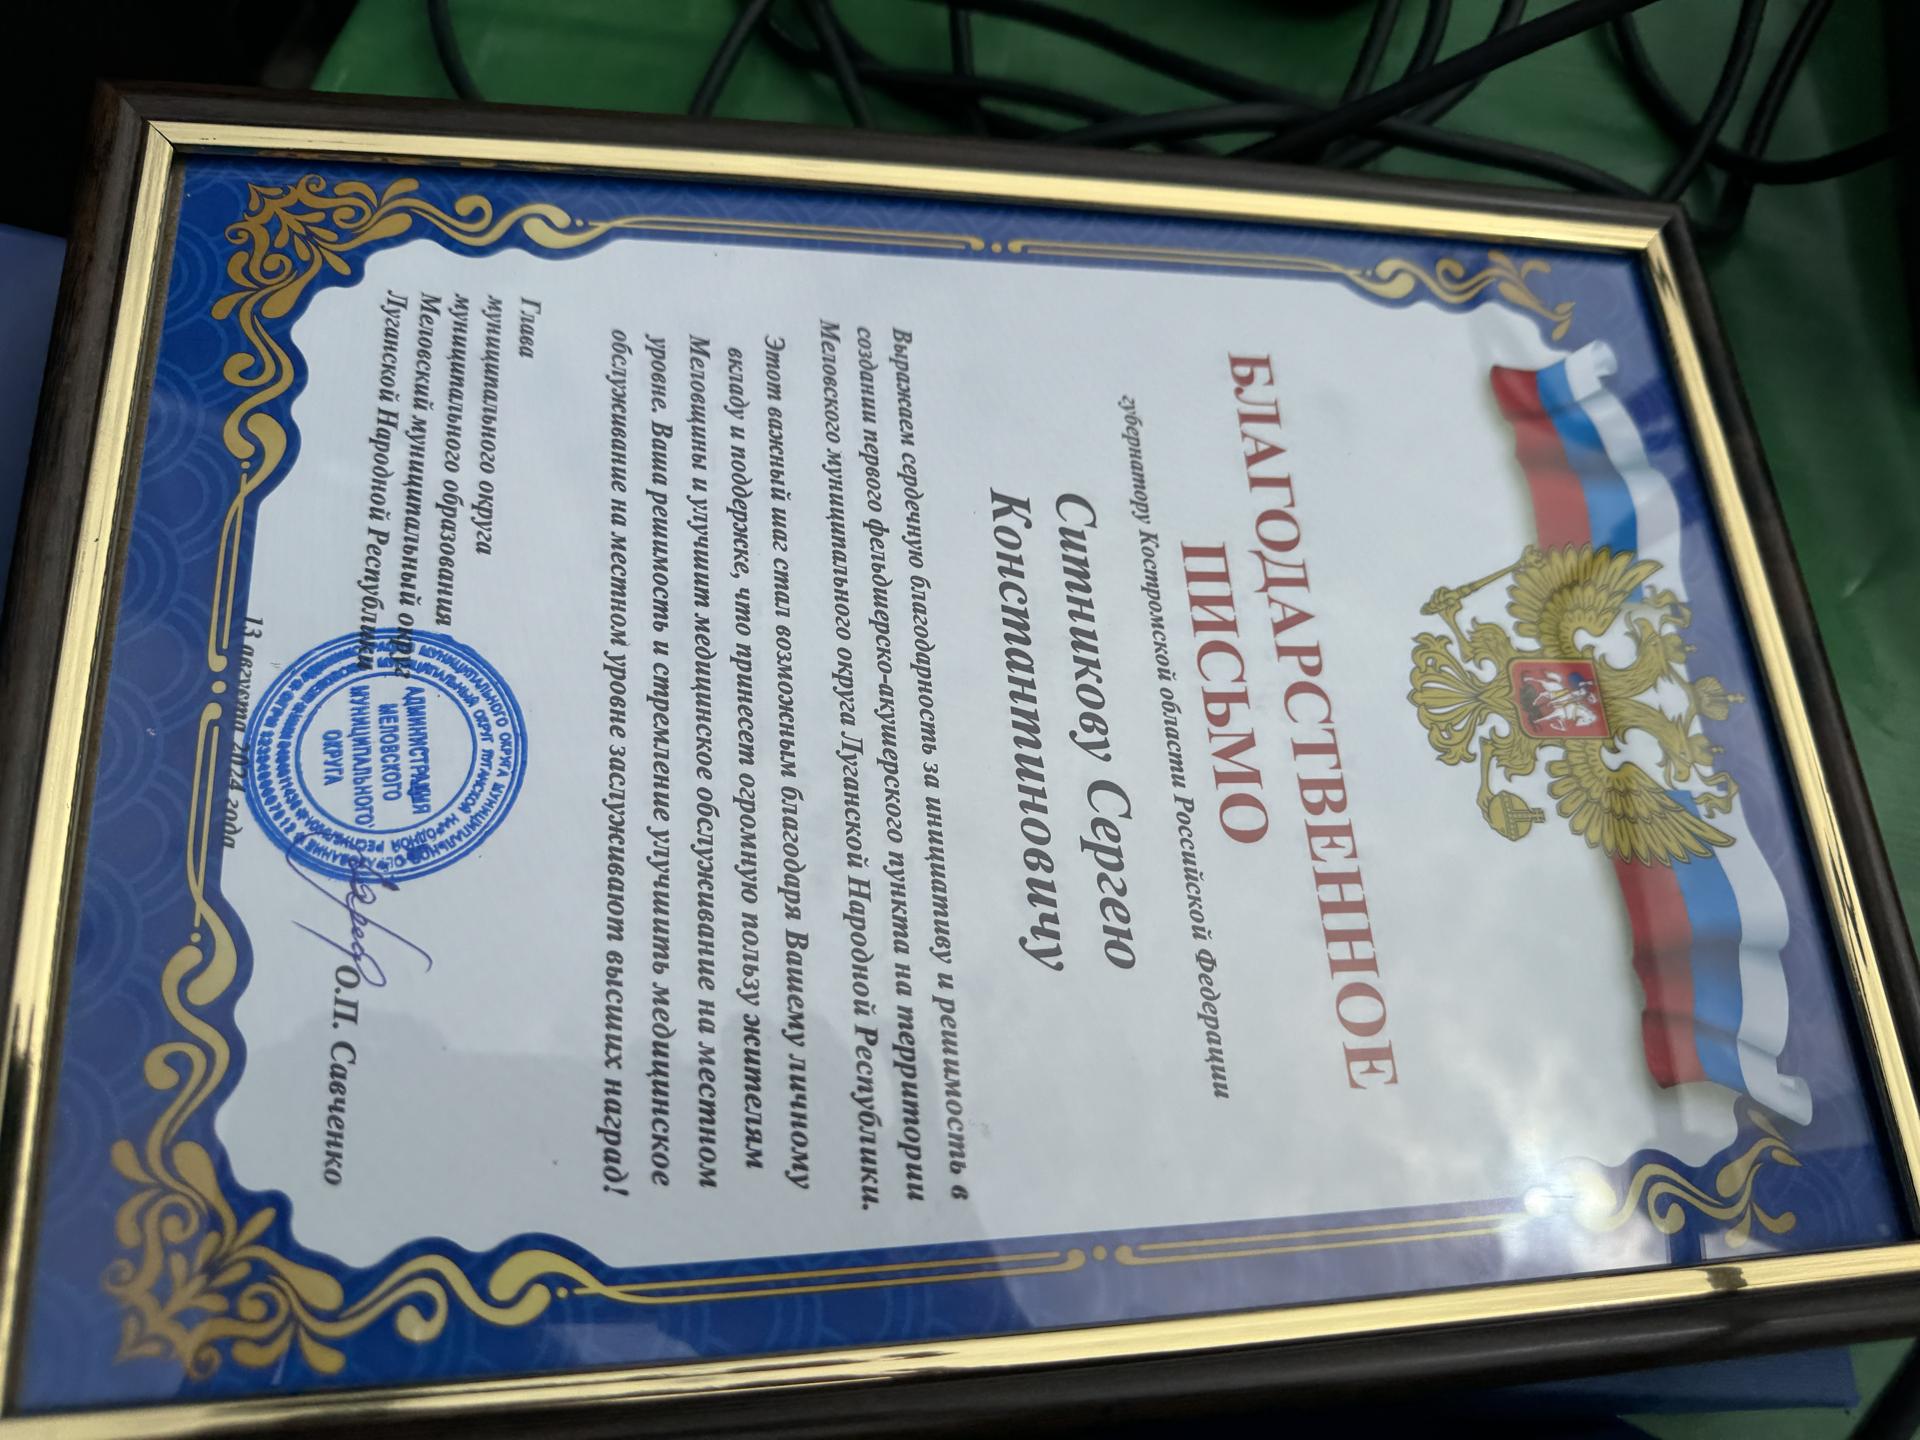 БЛАГОДАРСТВЕННОЕ
ПИСЬМО
губернатору Костромской области Российской Федерации
Ситникову Сергею
Константиновичу
Выражаем сердечную благодарность за инициативу и решимость в
создании первого фельдшерско-акушерского пункта на территории
Меловского муниципального округа Луганской Народной Республики.
Этот важный шаг стал возможным благодаря Вашему личному
вкладу и поддержке, что принесет огромную пользу жителям
Меловщины и улучшит медицинское обслуживание на местном
уровне. Ваша решимость и стремление улучшить медицинское
обслуживание на местном уровне заслуживают высших наград!
Глава
муниципального округа
муниципального образования
Меловский муниципальный округ
Луганской Народной Республики
О.П. Савченко
АДМИНИСТРАЦИЯ
МЕЛОВСКОГО
МУНИЦИПАЛЬНОГО
ОКРУГА
13 августа 2024 года